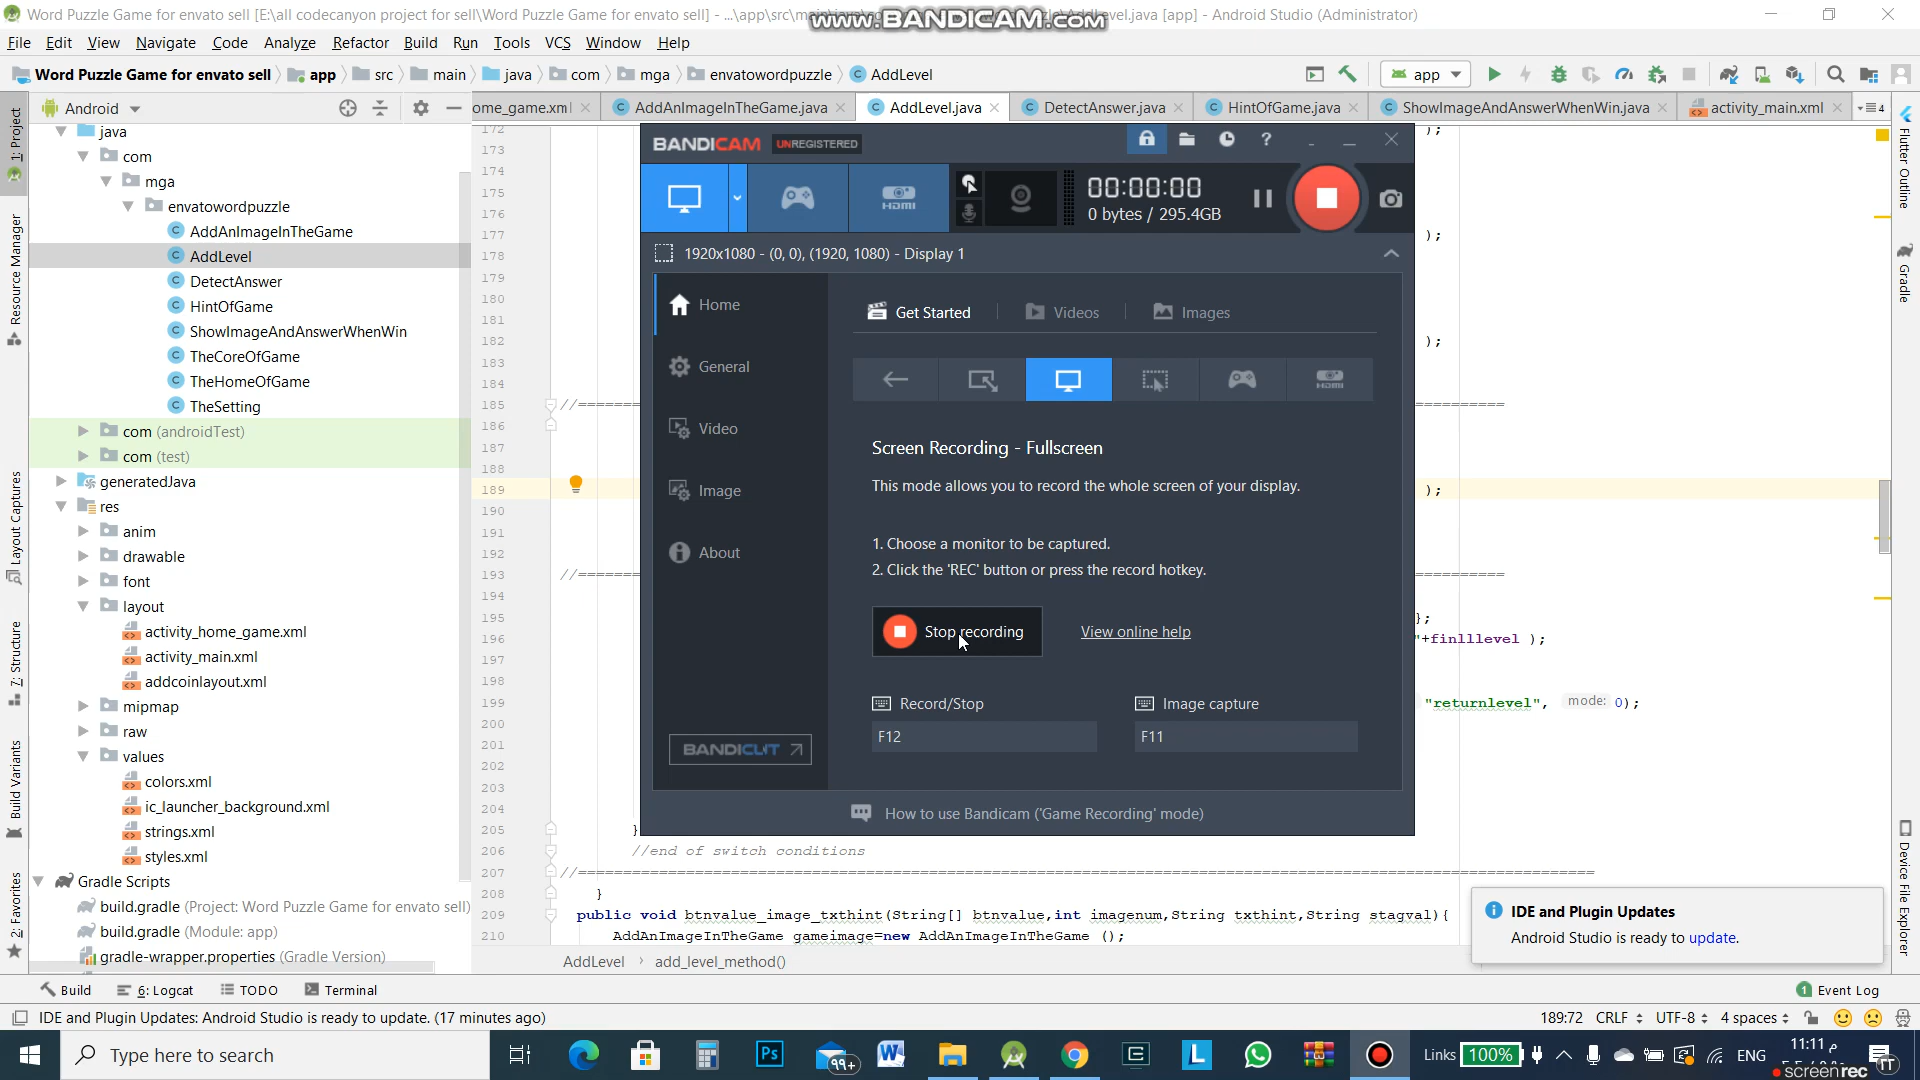 Word Puzzle Game for envato sell [E:\all codecanyon project for sell\Word Puzzle Game for envato sell] - ...\app\src\main\
AddLevel.java [app] - Android Studio (Administrator)
www.BANDICAM.com
File Edit View Navigate Code Analyze Refactor Build Run Tools VCS Window Help
Word Puzzle Game for envato sell app src main java com mga envatowordpuzzle AddLevel
app
Android
ome_game.xml AddAnImageInTheGame.java AddLevel.java DetectAnswer.java HintOfGame.java ShowImageAndAnswerWhenWin.java activity_main.xml
4
1: Project
Resource Manager
Layout Captures
7: Structure
Build Variants
2: Favorites
java
com
mga
envatowordpuzzle
AddAnImageInTheGame
AddLevel
DetectAnswer
HintOfGame
ShowImageAndAnswerWhenWin
TheCoreOfGame
TheHomeOfGame
TheSetting
com (androidTest)
com (test)
generatedJava
res
anim
drawable
font
layout
activity_home_game.xml
activity_main.xml
addcoinlayout.xml
mipmap
raw
values
colors.xml
ic_launcher_background.xml
strings.xml
styles.xml
Gradle Scripts
build.gradle (Project: Word Puzzle Game for envato sell)
build.gradle (Module: app)
gradle-wrapper.properties (Gradle Version)
172 );
173
174
175
176
177 );
178
179
180
181
182 );
183
184
185 //========
186
187
188
189 );
190
191
192
193 //========
194
195 };
196 "+finlllevel );
197
198
199 "returnlevel", mode: 0);
200
201
202
203
204
205 }
206 //end of switch conditions
207 //========
208 }
209 public void btnvalue_image_txthint(String[] btnvalue,int imagenum,String txthint,String stagval){
210 AddAnImageInTheGame gameimage=new AddAnImageInTheGame ();
AddLevel add_level_method()
BANDICAM UNREGISTERED
?
HDMI
00:00:00
0 bytes / 295.4GB
1920x1080 - (0, 0), (1920, 1080) - Display 1
Home
General
Video
Image
About
BANDICUT
Get Started Videos Images
HDMI
Screen Recording - Fullscreen
This mode allows you to record the whole screen of your display.
1. Choose a monitor to be captured.
2. Click the 'REC' button or press the record hotkey.
Stop recording View online help
Record/Stop Image capture
F12 F11
How to use Bandicam ('Game Recording' mode)
Flutter Outline
Gradle
Device File Explorer
IDE and Plugin Updates
Android Studio is ready to update.
Build 6: Logcat TODO Terminal
1 Event Log
IDE and Plugin Updates: Android Studio is ready to update. (17 minutes ago)
189:72 CRLF UTF-8 4 spaces
Type here to search
Ps
99+
W
L
Links 100% ENG
11:11 م
screenrec